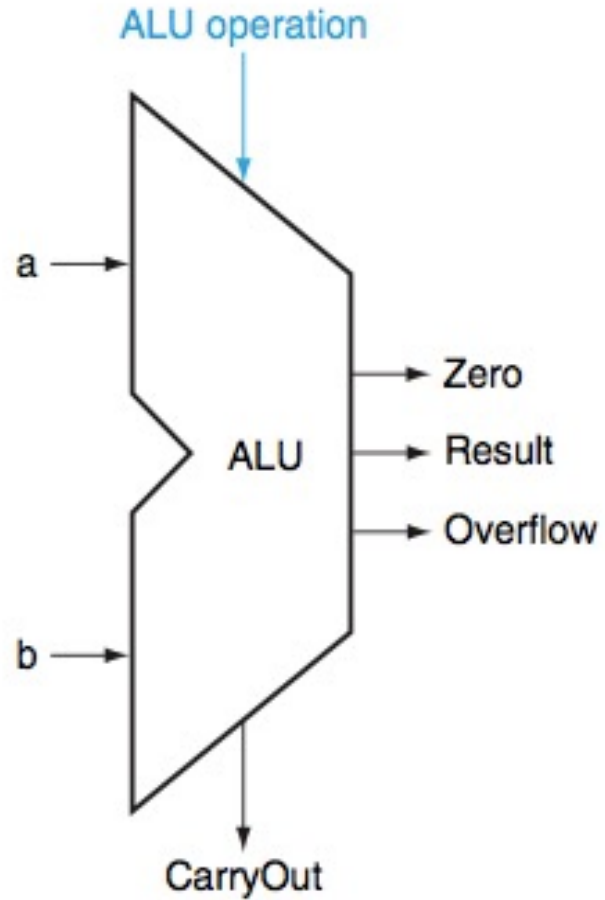 ALU operation
a
Zero
ALU
Result
Overflow
b
CarryOut